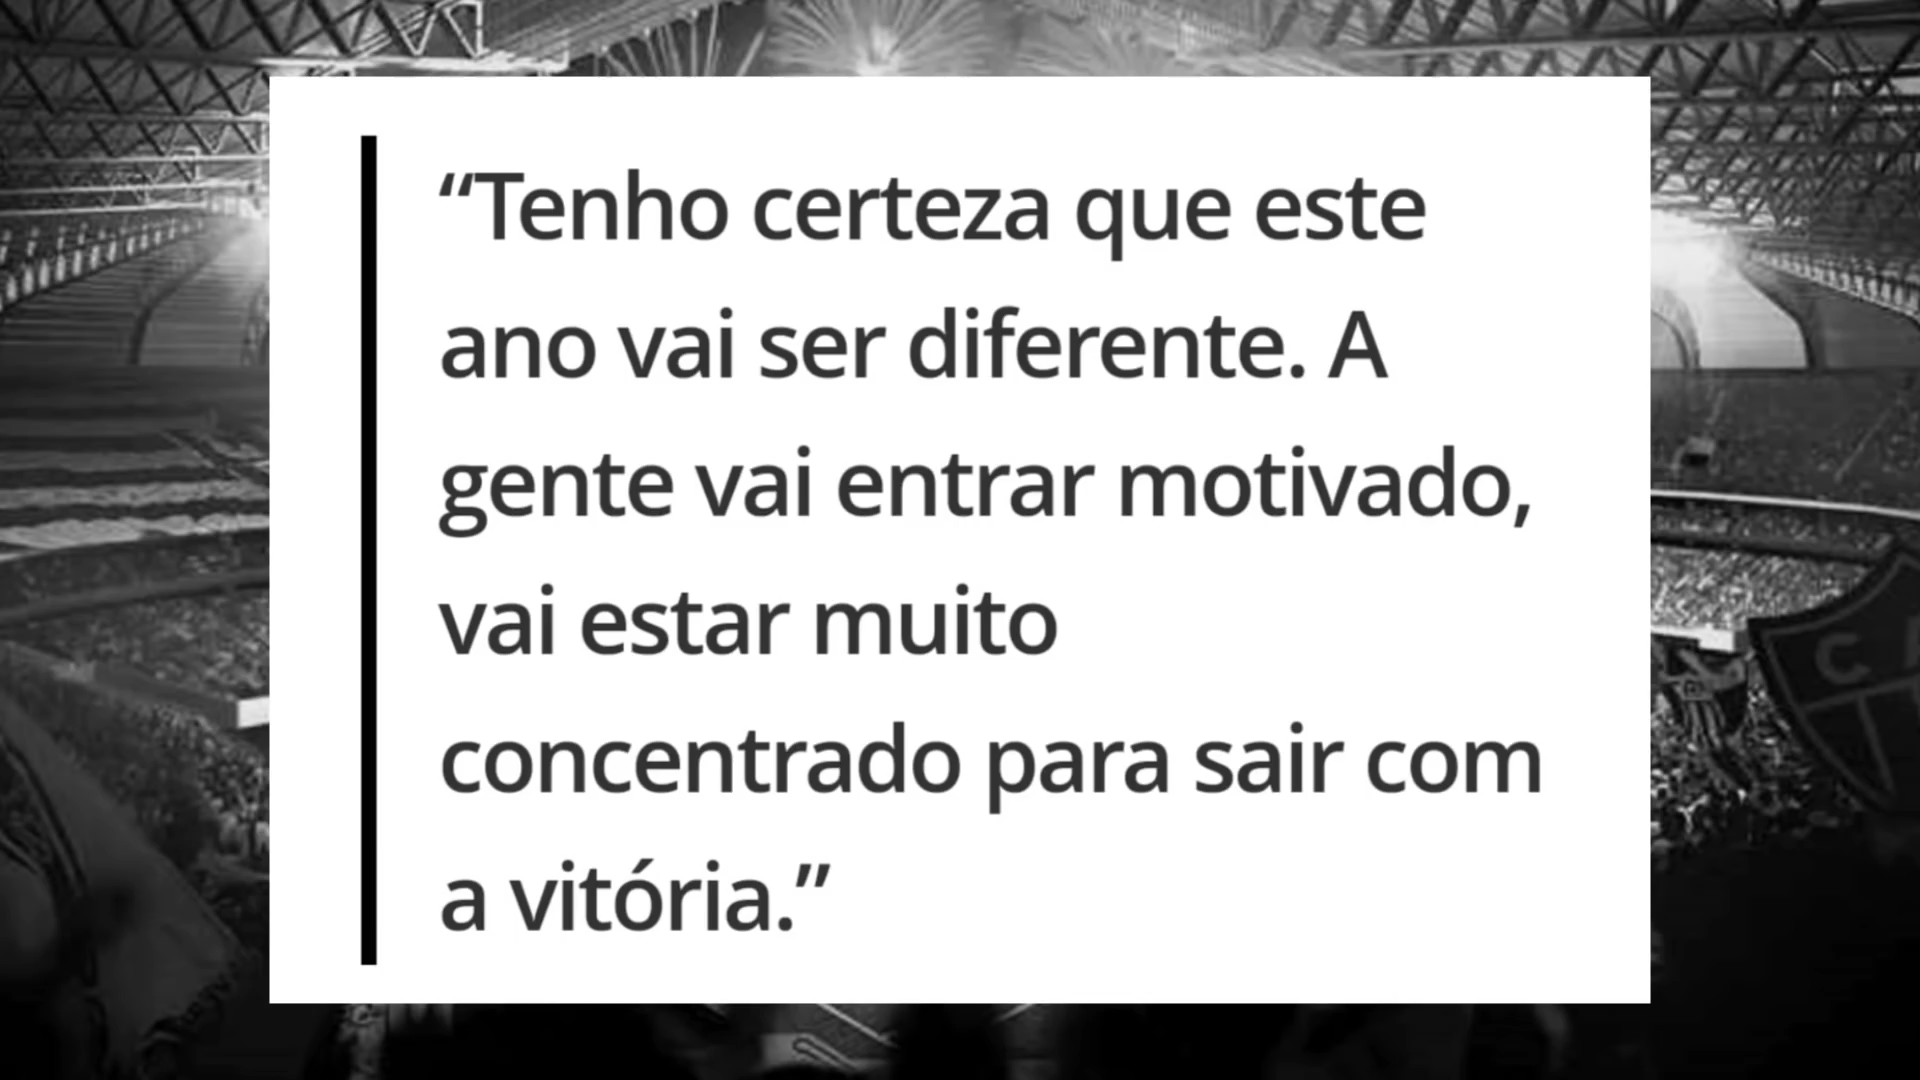 “Tenho certeza que este
ano vai ser diferente. A
gente vai entrar motivado,
vai estar muito
concentrado para sair com
a vitória.”
C